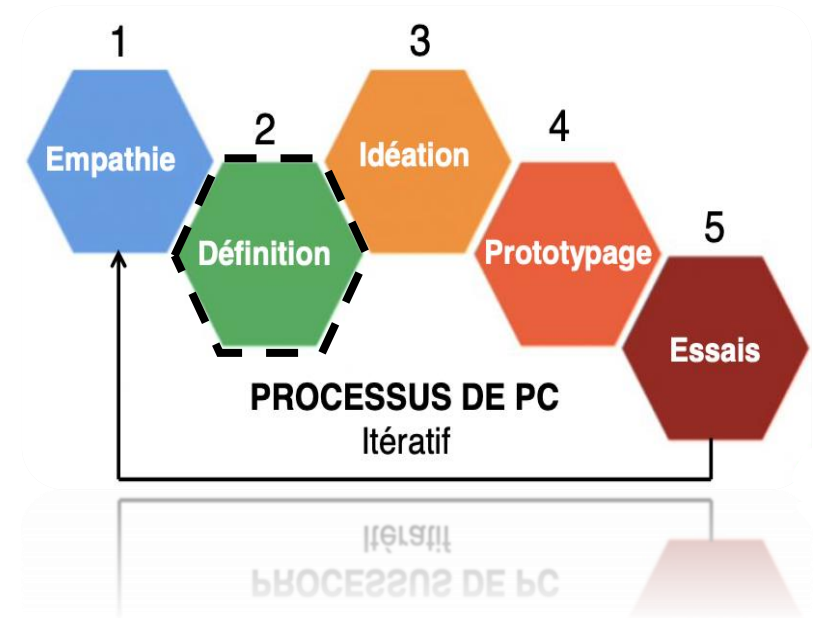 1
Empathie
2
Définition
3
Idéation
4
Prototypage
5
Essais
PROCESSUS DE PC
Itératif